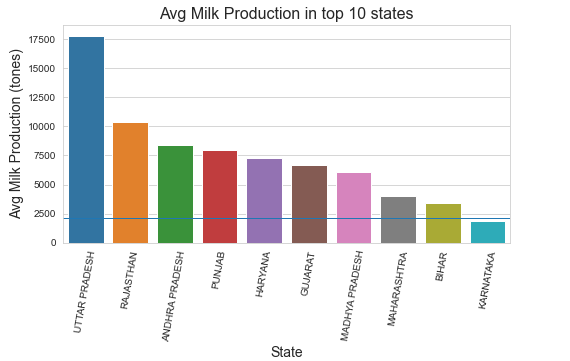 Avg Milk Production in top 10 states
Avg Milk Production (tones)
17500
15000
12500
10000
7500
5000
2500
0
UTTAR PRADESH
RAJASTHAN
ANDHRA PRADESH
PUNJAB
HARYANA
GUJARAT
MADHYA PRADESH
MAHARASHTRA
BIHAR
KARNATAKA
State